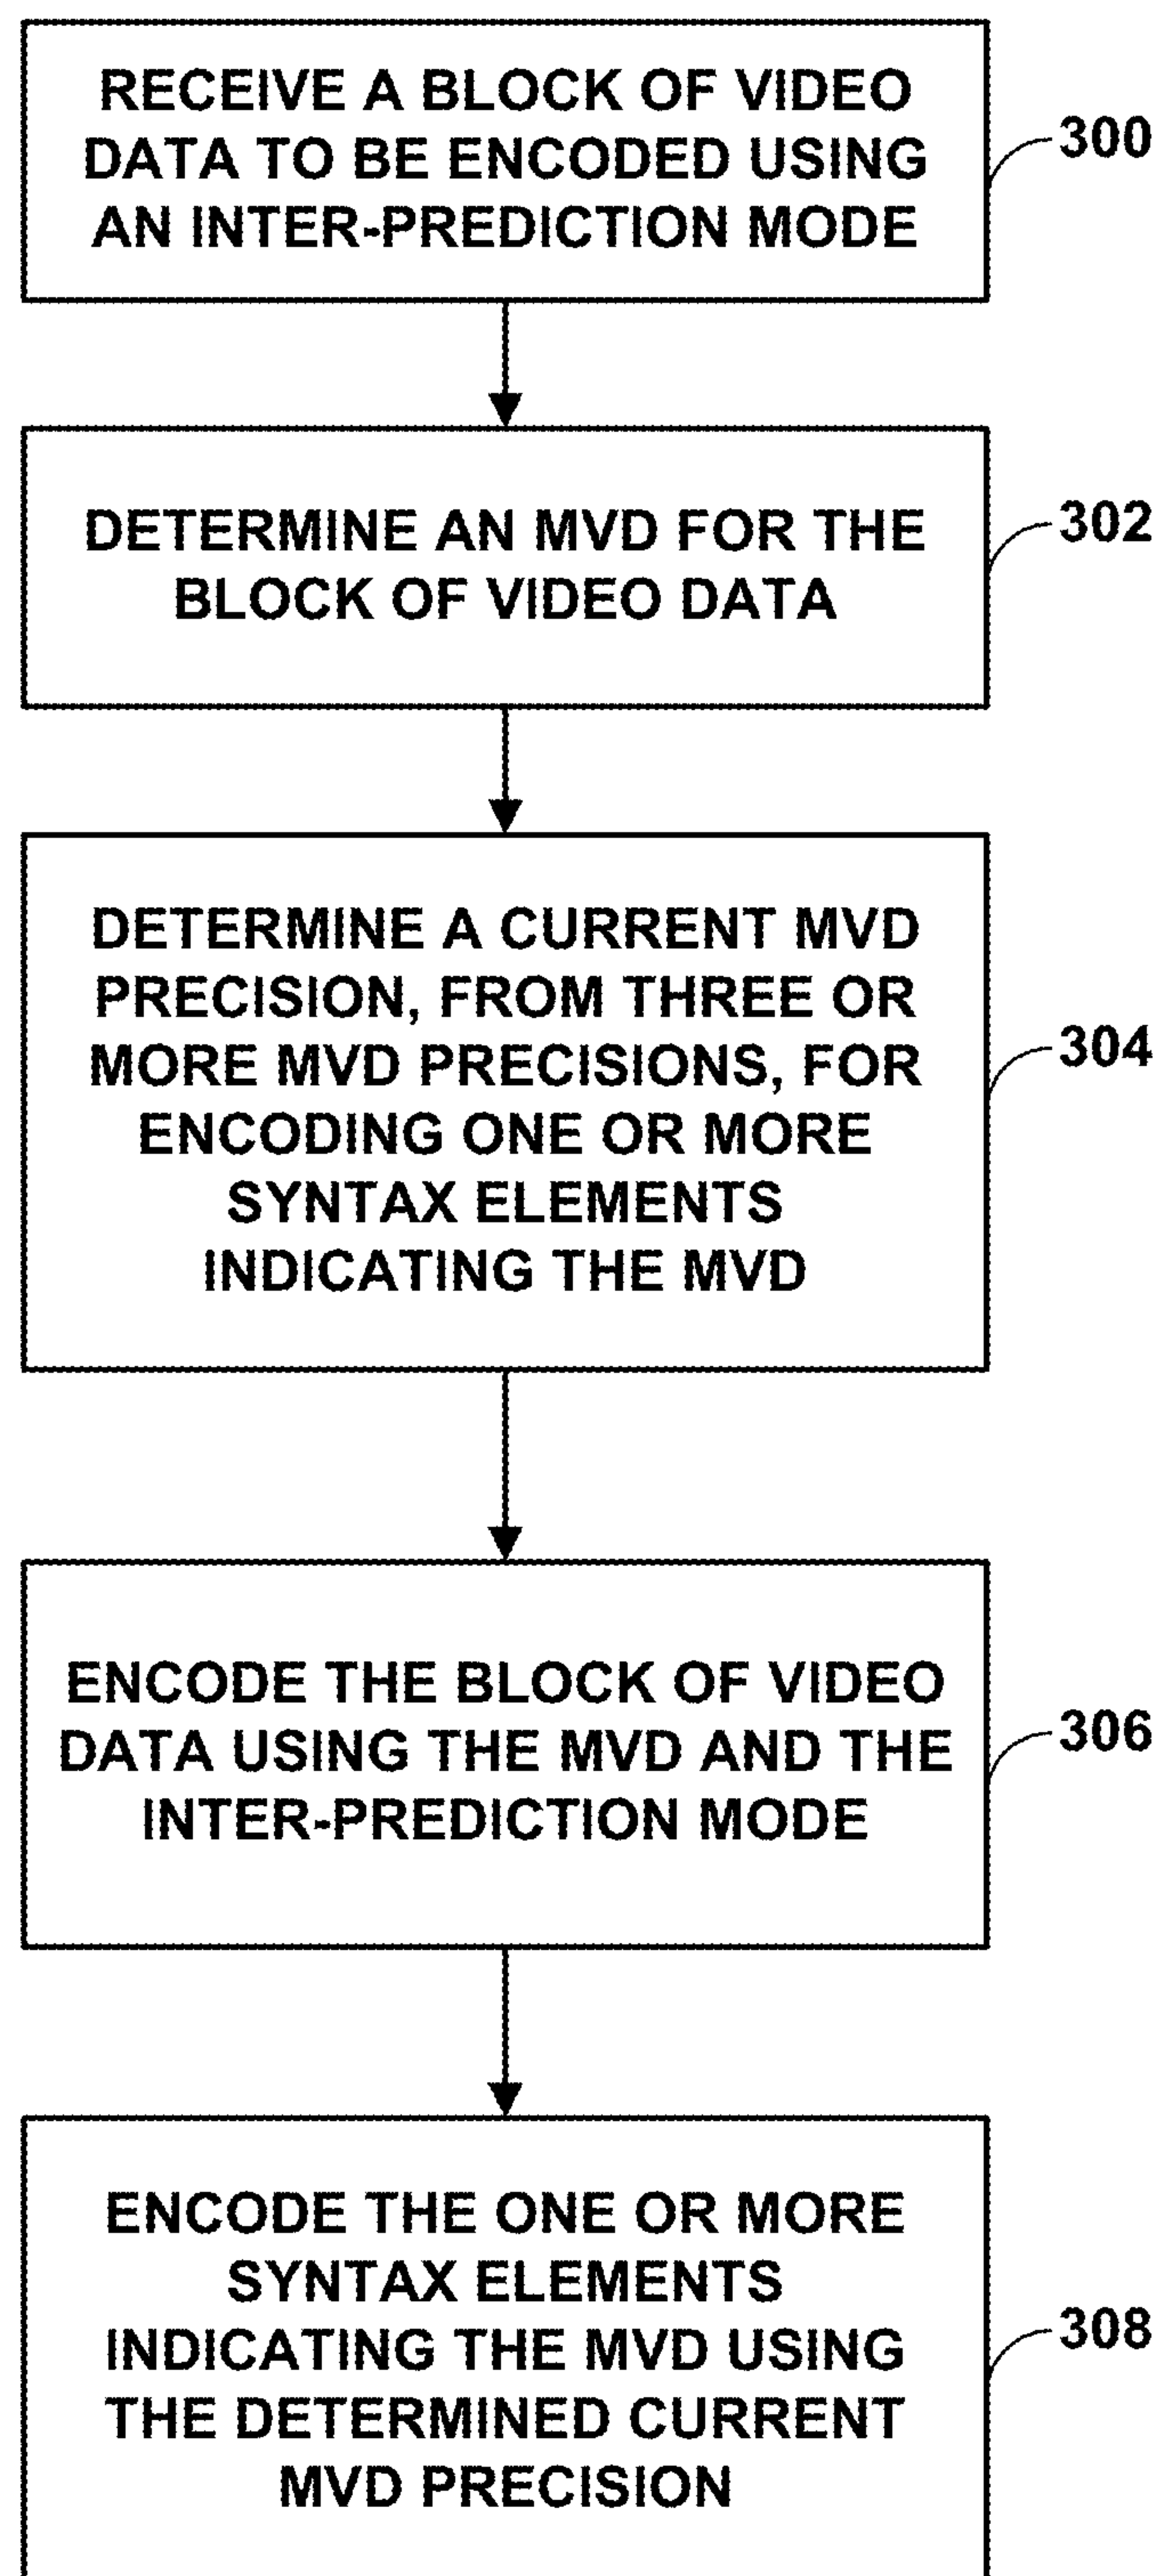 RECEIVE A BLOCK OF VIDEO
DATA TO BE ENCODED USING
AN INTER-PREDICTION MODE
300
DETERMINE AN MVD FOR THE
BLOCK OF VIDEO DATA
302
DETERMINE A CURRENT MVD
PRECISION, FROM THREE OR
MORE MVD PRECISIONS, FOR
ENCODING ONE OR MORE
SYNTAX ELEMENTS
INDICATING THE MVD
304
ENCODE THE BLOCK OF VIDEO
DATA USING THE MVD AND THE
INTER-PREDICTION MODE
306
ENCODE THE ONE OR MORE
SYNTAX ELEMENTS
INDICATING THE MVD USING
THE DETERMINED CURRENT
MVD PRECISION
308